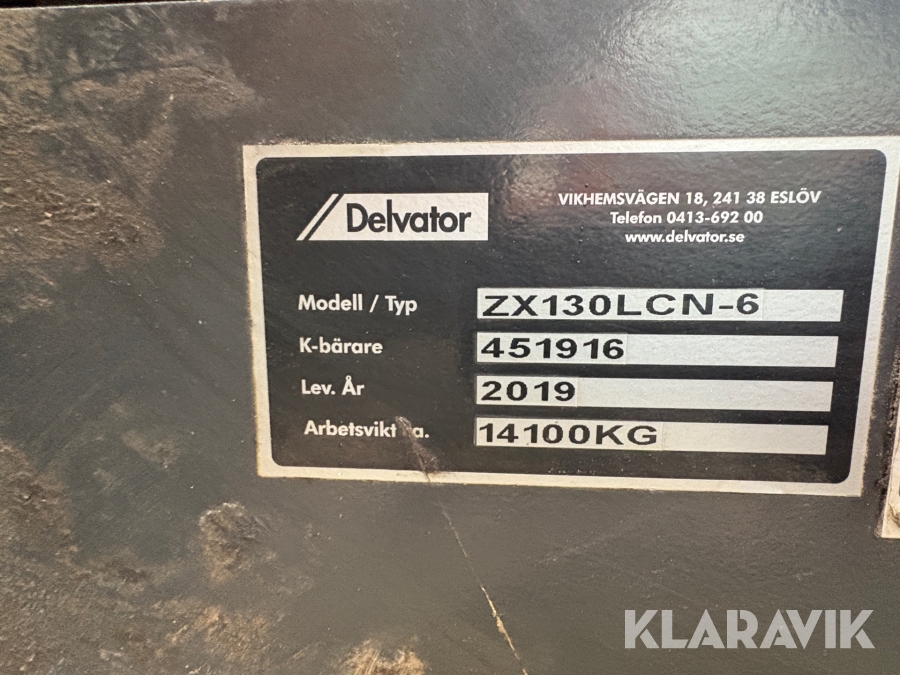 Delvator
VIKHEMSVÄGEN 18, 241 38 ESLÖV
Telefon 0413-692 00
www.delvator.se
Modell / Typ ZX130LCN-6
K-bärare 451916
Lev. År 2019
Arbetsvikt a. 14100KG
KLARAVIK